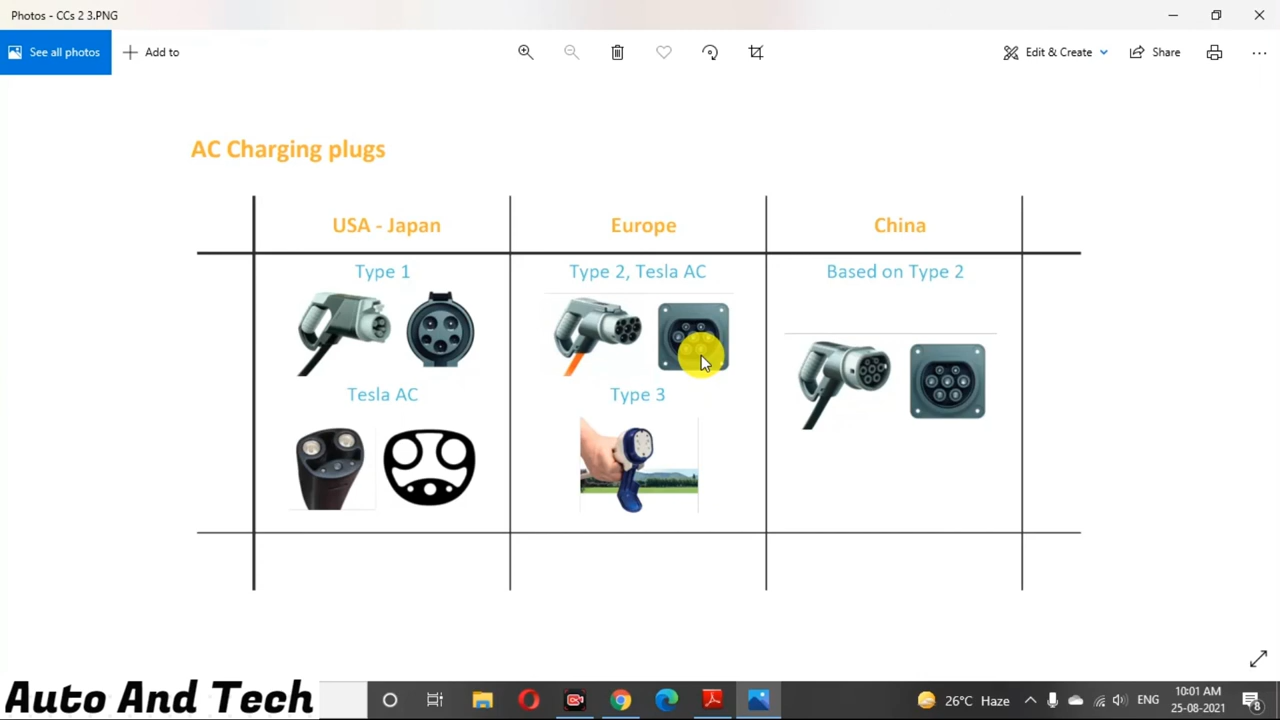 Photos - CCs 2 3.PNG
See all photos
Add to
Edit & Create
Share
AC Charging plugs
USA - Japan
Europe
China
Type 1
Type 2, Tesla AC
Based on Type 2
Tesla AC
Type 3
Auto And Tech
26°C Haze
ENG
10:01 AM
25-08-2021
8